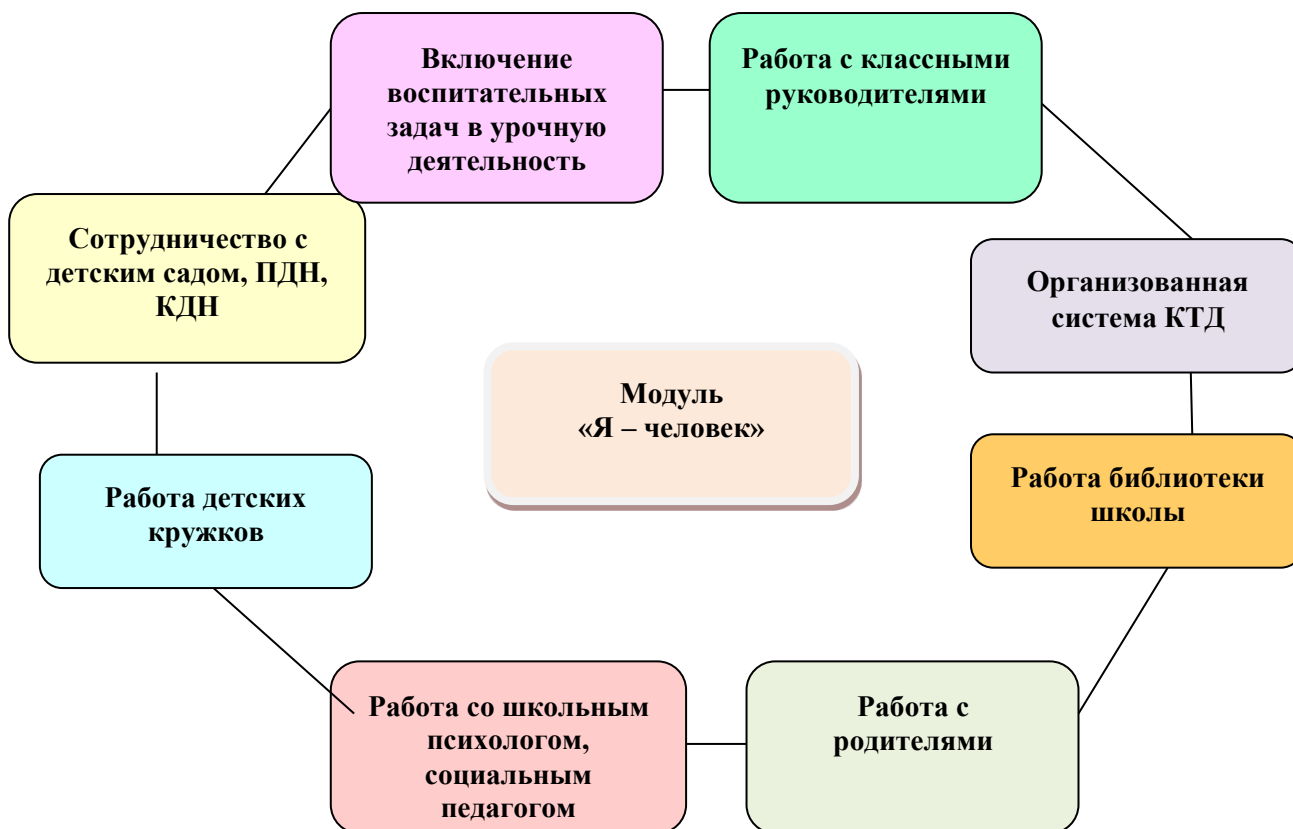 Включение
воспитательных
задач в урочную
деятельность
Работа с классными
руководителями
Сотрудничество с
детским садом, ПДН,
КДН
Организованная
система КТД
Модуль
«Я – человек»
Работа детских
кружков
Работа библиотеки
школы
Работа со школьным
психологом,
социальным
педагогом
Работа с
родителями